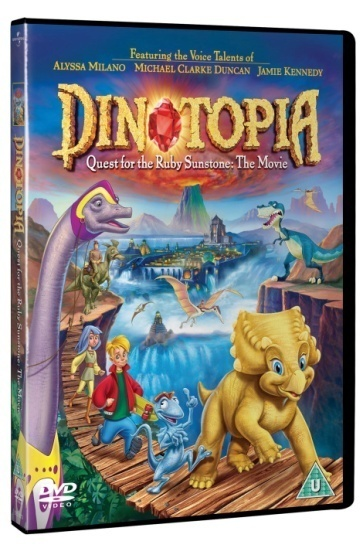 Featuring the Voice Talents of
ALYSSA MILANO MICHAEL CLARKE DUNCAN JAMIE KENNEDY
DINOTOPIA
Quest for the Ruby Sunstone: The Movie
DINOTOPIA
Quest for the Ruby Sunstone: The Movie
DVD
VIDEO
U